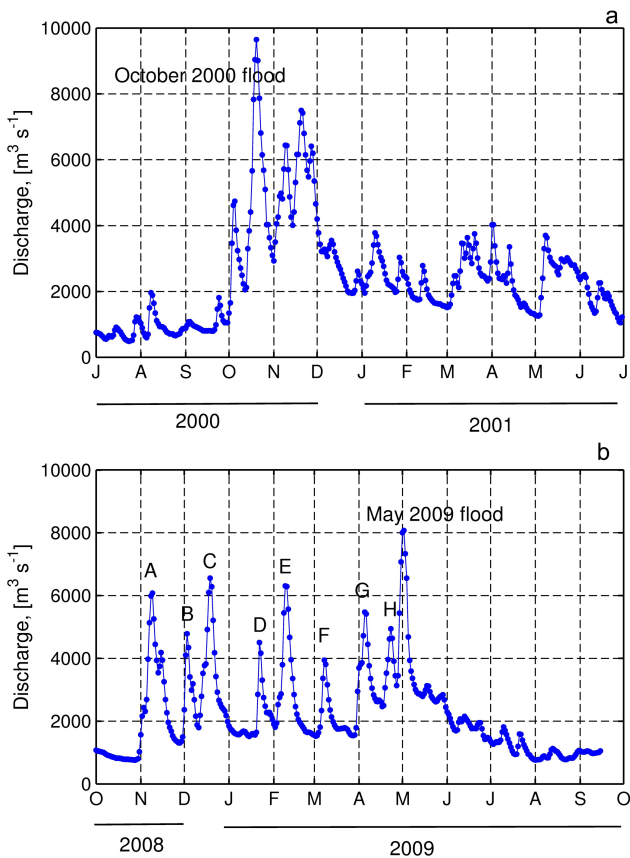 a
10000
October 2000 flood
8000
6000
4000
2000
0
Discharge, [m³ s⁻¹]
J A S O N D J F M A M J J
2000
2001
b
10000
May 2009 flood
8000
6000
4000
2000
0
Discharge, [m³ s⁻¹]
A
B
C
D
E
F
G
H
O N D J F M A M J J A S O
2008
2009